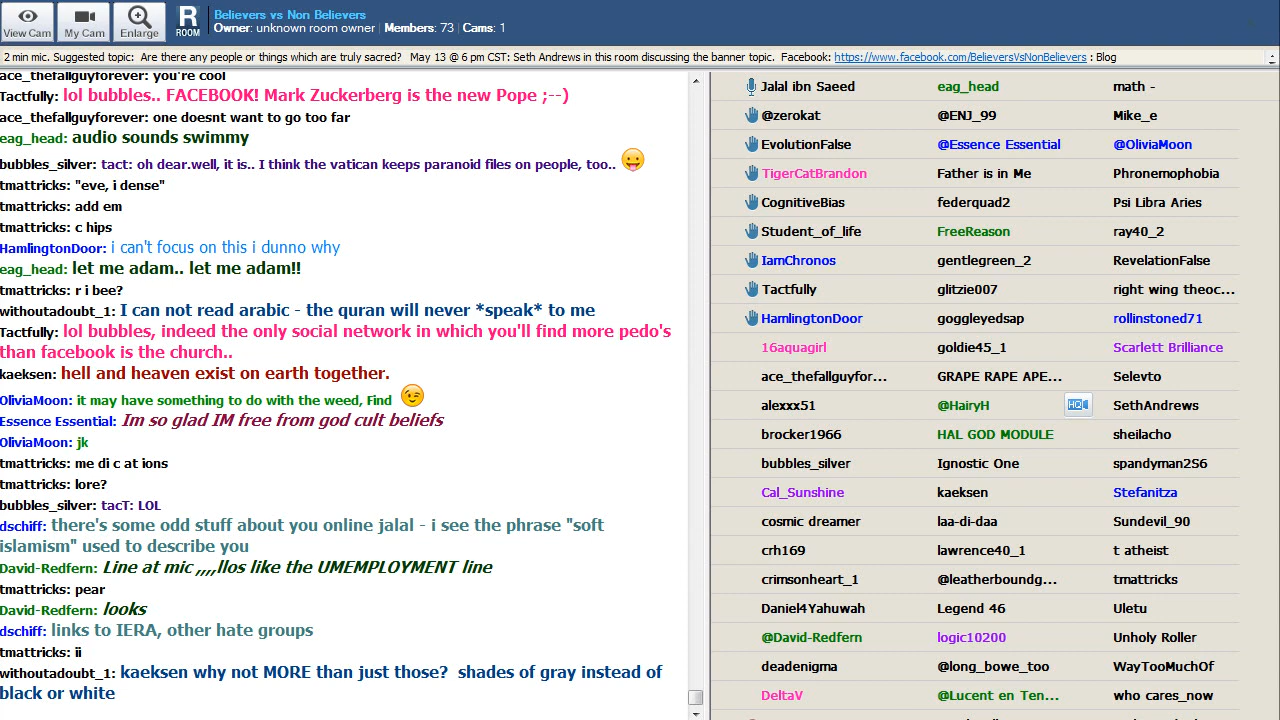 View Cam
My Cam
Enlarge
R
ROOM
Believers vs Non Believers
Owner: unknown room owner | Members: 73 | Cams: 1
2 min mic. Suggested topic: Are there any people or things which are truly sacred? May 13 @ 6 pm CST: Seth Andrews in this room discussing the banner topic. Facebook: https://www.facebook.com/BelieversVsNonBelievers : Blog
ace_thefallguyforever: you're cool
Tactfully: lol bubbles.. FACEBOOK! Mark Zuckerberg is the new Pope ;--)
ace_thefallguyforever: one doesnt want to go too far
eag_head: audio sounds swimmy
bubbles_silver: tact: oh dear.well, it is.. I think the vatican keeps paranoid files on people, too..
tmattricks: "eve, i dense"
tmattricks: add em
tmattricks: c hips
HamlingtonDoor: i can't focus on this i dunno why
eag_head: let me adam.. let me adam!!
tmattricks: r i bee?
withoutadoubt_1: I can not read arabic - the quran will never *speak* to me
Tactfully: lol bubbles, indeed the only social network in which you'll find more pedo's
than facebook is the church..
kaeksen: hell and heaven exist on earth together.
OliviaMoon: it may have something to do with the weed, Find
Essence Essential: Im so glad IM free from god cult beliefs
OliviaMoon: jk
tmattricks: me di c at ions
tmattricks: lore?
bubbles_silver: tacT: LOL
dschiff: there's some odd stuff about you online jalal - i see the phrase "soft
islamism" used to describe you
David-Redfern: Line at mic ,,,,llos like the UMEMPLOYMENT line
tmattricks: pear
David-Redfern: looks
dschiff: links to IERA, other hate groups
tmattricks: ii
withoutadoubt_1: kaeksen why not MORE than just those? shades of gray instead of
black or white
Jalal ibn Saeed eag_head math -
@zerokat @ENJ_99 Mike_e
EvolutionFalse @Essence Essential @OliviaMoon
TigerCatBrandon Father is in Me Phronemophobia
CognitiveBias federquad2 Psi Libra Aries
Student_of_life FreeReason ray40_2
IamChronos gentlegreen_2 RevelationFalse
Tactfully glitzie007 right wing theoc...
HamlingtonDoor goggleyedsap rollinstoned71
16aquagirl goldie45_1 Scarlett Brilliance
ace_thefallguyfor... GRAPE RAPE APE... Selevto
alexxx51 @HairyH HQ SethAndrews
brocker1966 HAL GOD MODULE sheilacho
bubbles_silver Ignostic One spandyman2S6
Cal_Sunshine kaeksen Stefanitza
cosmic dreamer laa-di-daa Sundevil_90
crh169 lawrence40_1 t atheist
crimsonheart_1 @leatherboundg... tmattricks
Daniel4Yahuwah Legend 46 Uletu
@David-Redfern logic10200 Unholy Roller
deadenigma @long_bowe_too WayTooMuchOf
DeltaV @Lucent en Ten... who cares_now